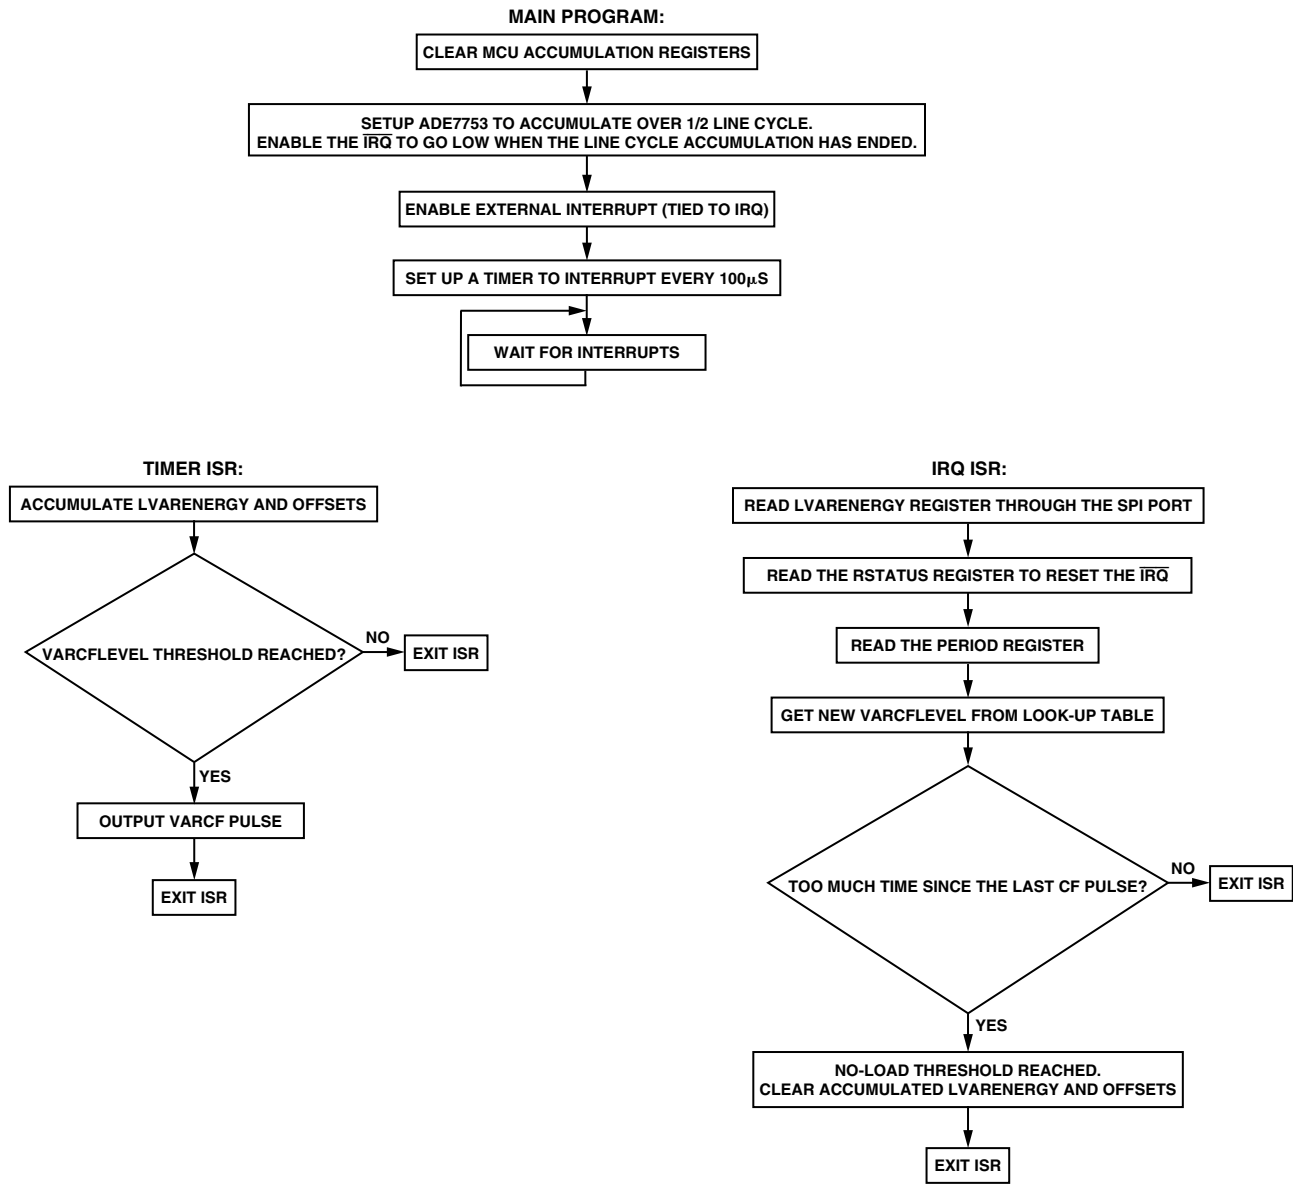 MAIN PROGRAM:
CLEAR MCU ACCUMULATION REGISTERS
SETUP ADE7753 TO ACCUMULATE OVER 1/2 LINE CYCLE.
ENABLE THE I̅R̅Q̅ TO GO LOW WHEN THE LINE CYCLE ACCUMULATION HAS ENDED.
ENABLE EXTERNAL INTERRUPT (TIED TO IRQ)
SET UP A TIMER TO INTERRUPT EVERY 100μS
WAIT FOR INTERRUPTS
TIMER ISR:
ACCUMULATE LVARENERGY AND OFFSETS
VARCFLEVEL THRESHOLD REACHED?
NO
EXIT ISR
YES
OUTPUT VARCF PULSE
EXIT ISR
IRQ ISR:
READ LVARENERGY REGISTER THROUGH THE SPI PORT
READ THE RSTATUS REGISTER TO RESET THE I̅R̅Q̅
READ THE PERIOD REGISTER
GET NEW VARCFLEVEL FROM LOOK-UP TABLE
TOO MUCH TIME SINCE THE LAST CF PULSE?
NO
EXIT ISR
YES
NO-LOAD THRESHOLD REACHED.
CLEAR ACCUMULATED LVARENERGY AND OFFSETS
EXIT ISR